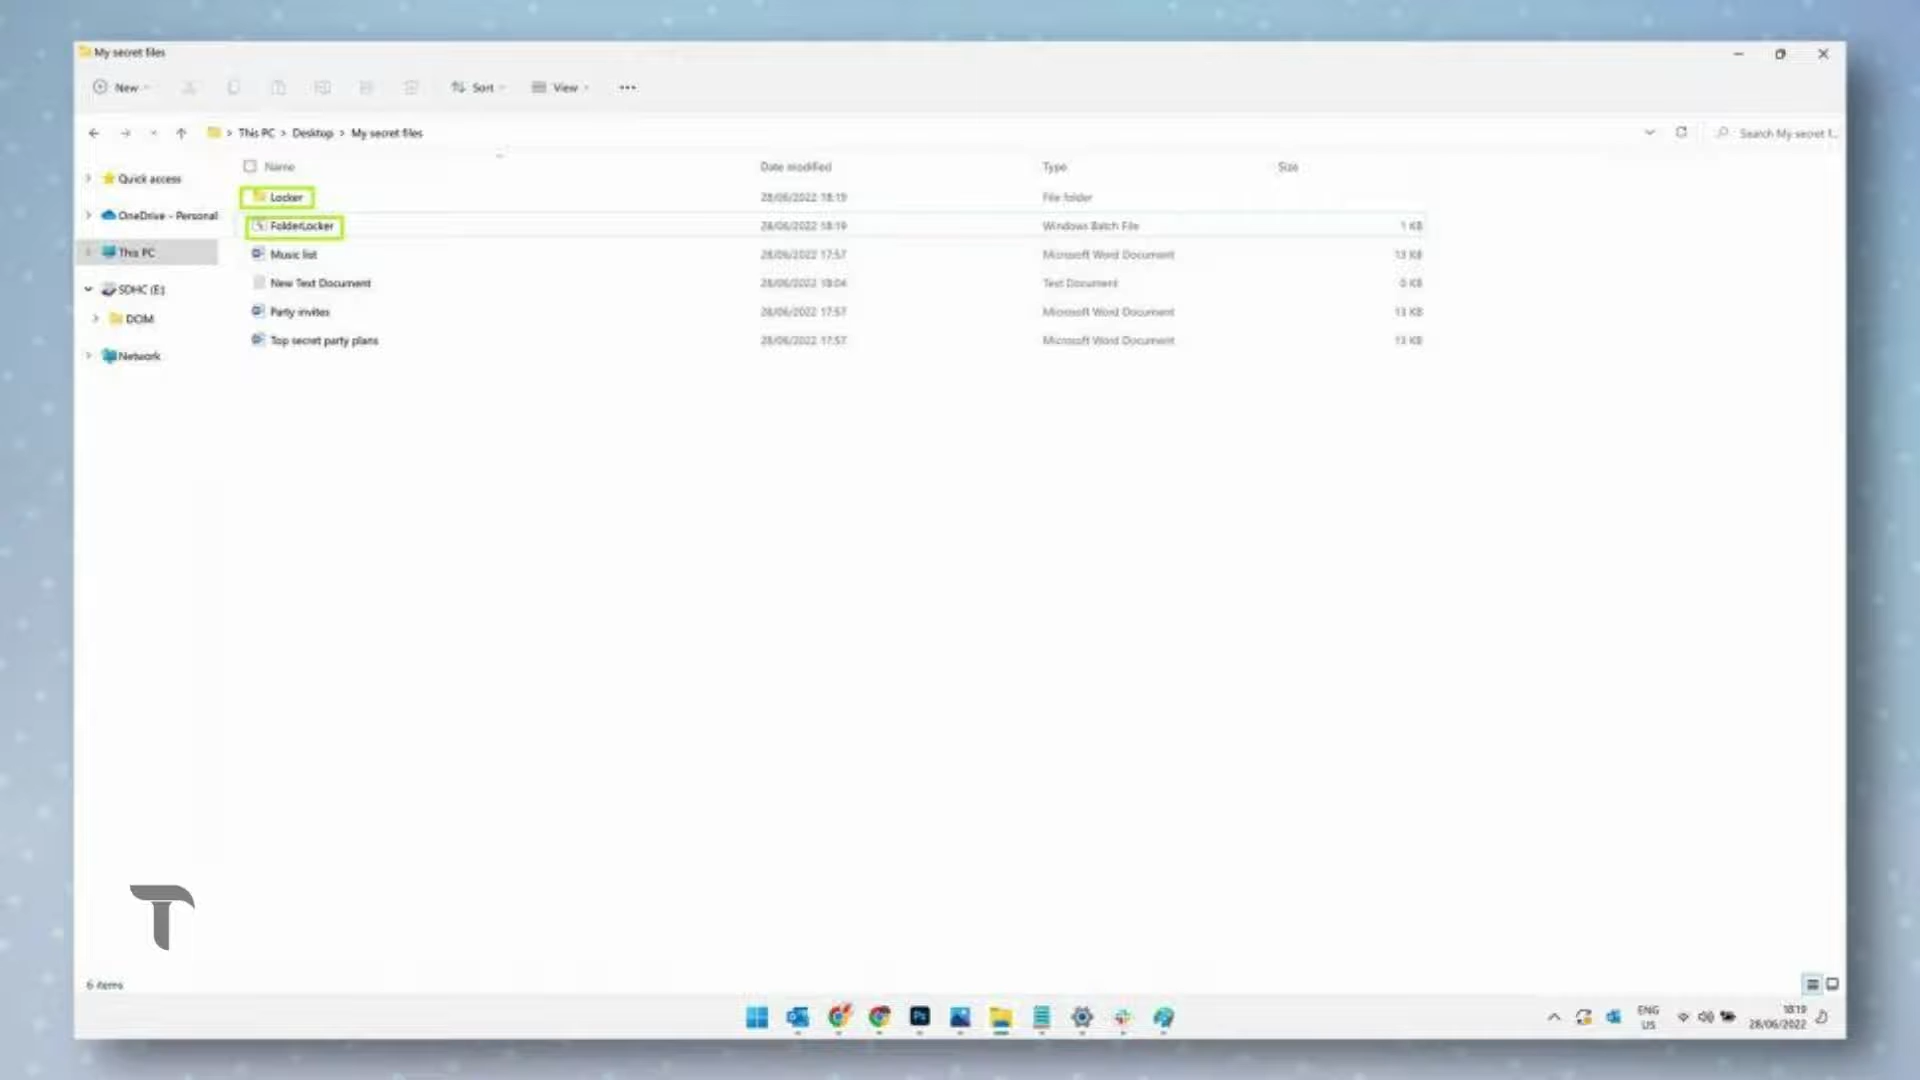 My secret files
New Sort View
This PC > Desktop > My secret files
Search My secret f...
Name Date modified Type Size
Quick access
OneDrive - Personal
This PC
SDHC (E:)
Network
Locker 28/06/2022 18:19 File folder
FolderLocker 28/06/2022 18:19 Windows Batch File 1 KB
Music list 28/06/2022 17:57 Microsoft Word Document 13 KB
New Text Document 28/06/2022 18:04 Text Document 0 KB
Party invites 28/06/2022 17:57 Microsoft Word Document 13 KB
Top secret party plans 28/06/2022 17:57 Microsoft Word Document 13 KB
6 items
Ps
ENG
US
18:19
28/06/2022